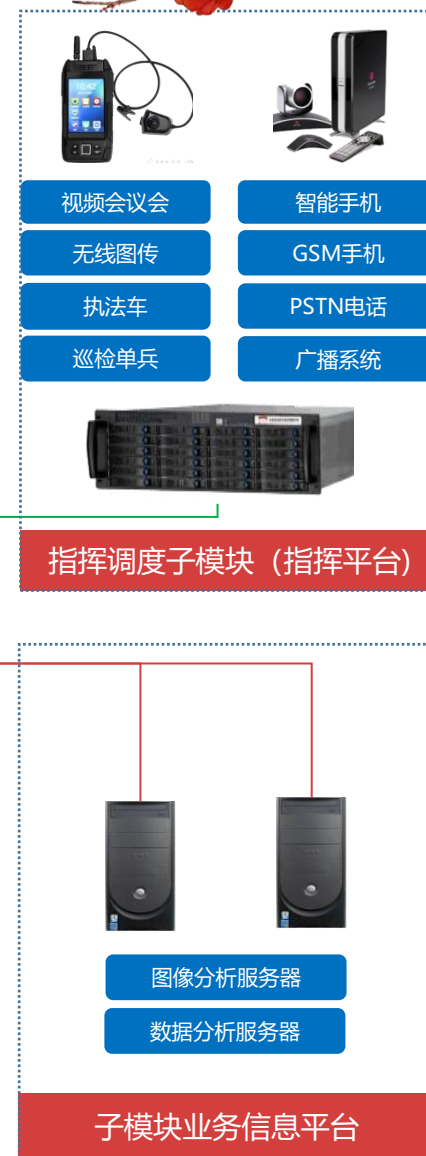 10:42
视频会议会
智能手机
无线图传
GSM手机
执法车
PSTN电话
巡检单兵
广播系统
指挥调度子模块（指挥平台）
图像分析服务器
数据分析服务器
子模块业务信息平台